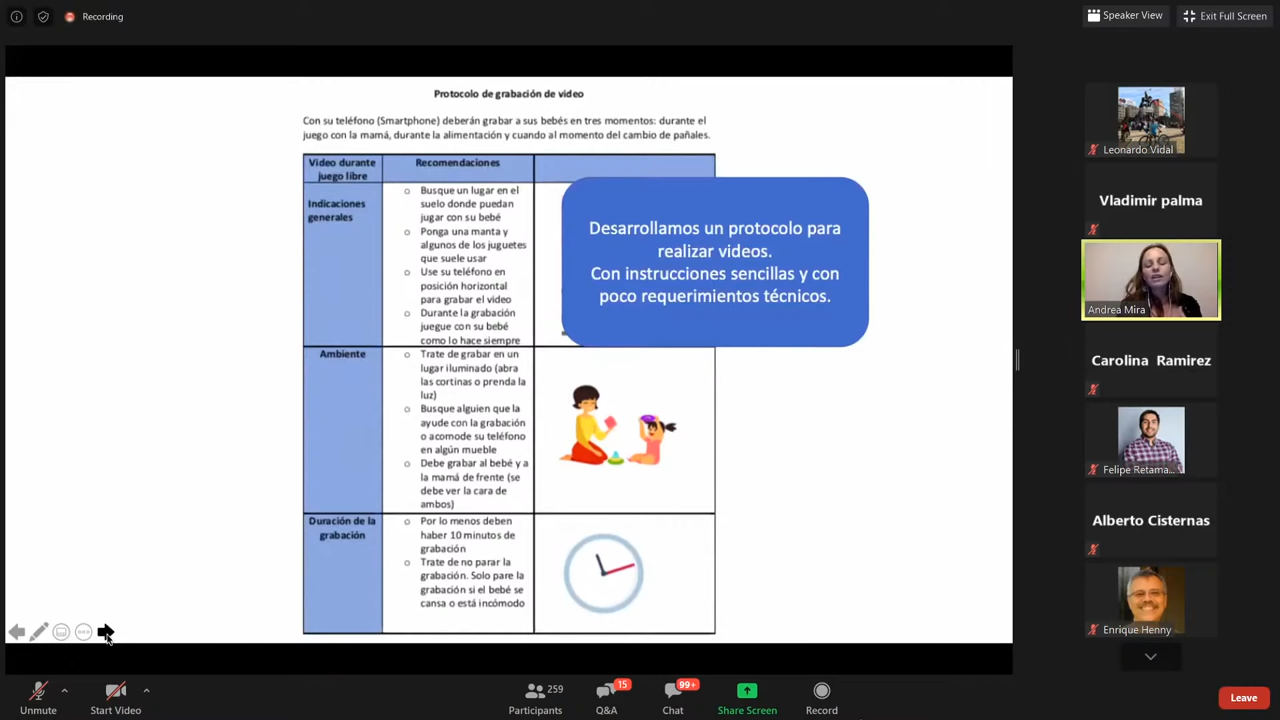 Recording
Speaker View
Exit Full Screen
Protocolo de grabación de video
Con su teléfono (Smartphone) deberán grabar a sus bebés en tres momentos: durante el
juego con la mamá, durante la alimentación y cuando al momento del cambio de pañales.
Video durante
juego libre
Recomendaciones
Indicaciones
generales
o Busque un lugar en el
suelo donde puedan
jugar con su bebé
o Ponga una manta y
algunos de los juguetes
que suele usar
o Use su teléfono en
posición horizontal
para grabar el video
o Durante la grabación
juegue con su bebé
como lo hace siempre
Desarrollamos un protocolo para
realizar videos.
Con instrucciones sencillas y con
poco requerimientos técnicos.
Ambiente
o Trate de grabar en un
lugar iluminado (abra
las cortinas o prenda la
luz)
o Busque alguien que la
ayude con la grabación
o acomode su teléfono
en algún mueble
o Debe grabar al bebé y a
la mamá de frente (se
debe ver la cara de
ambos)
Duración de la
grabación
o Por lo menos deben
haber 10 minutos de
grabación
o Trate de no parar la
grabación. Solo pare la
grabación si el bebé se
cansa o está incómodo
Leonardo Vidal
Vladimir palma
Andrea Mira
Carolina Ramirez
Felipe Retama...
Alberto Cisternas
Enrique Henny
Unmute
Start Video
259
Participants
15
Q&A
99+
Chat
Share Screen
Record
Leave